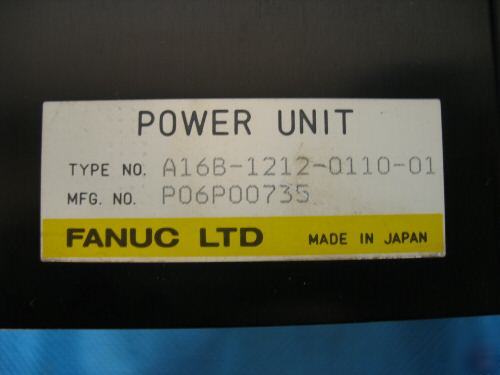 POWER UNIT
TYPE NO. A16B-1212-0110-01
MFG. NO. P06P00735
FANUC LTD MADE IN JAPAN